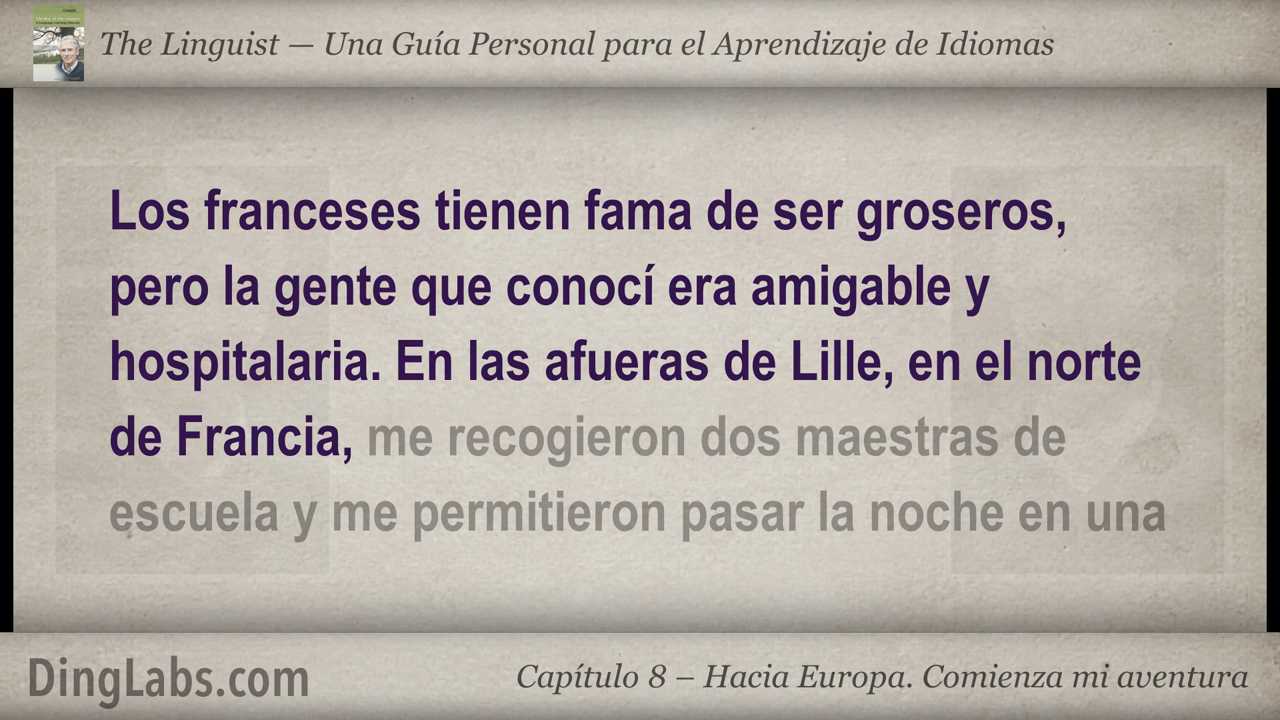 The Linguist — Una Guía Personal para el Aprendizaje de Idiomas
Los franceses tienen fama de ser groseros,
pero la gente que conocí era amigable y
hospitalaria. En las afueras de Lille, en el norte
de Francia, me recogieron dos maestras de
escuela y me permitieron pasar la noche en una
DingLabs.com
Capítulo 8 – Hacia Europa. Comienza mi aventura